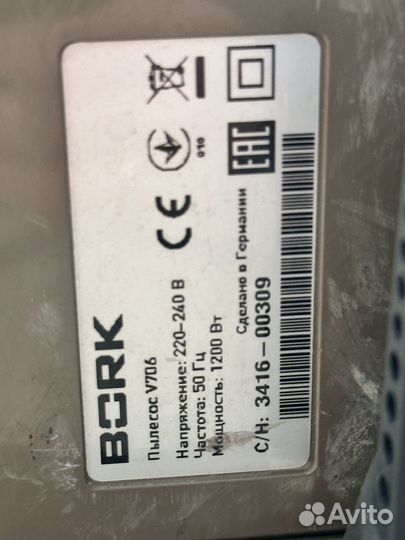 BORK
Пылесос V706
Напряжение: 220-240 В
Частота: 50 Гц
Мощность: 1200 Вт
Сделано в Германии
С/Н: 3416-00309
CE
010
EAC
Avito